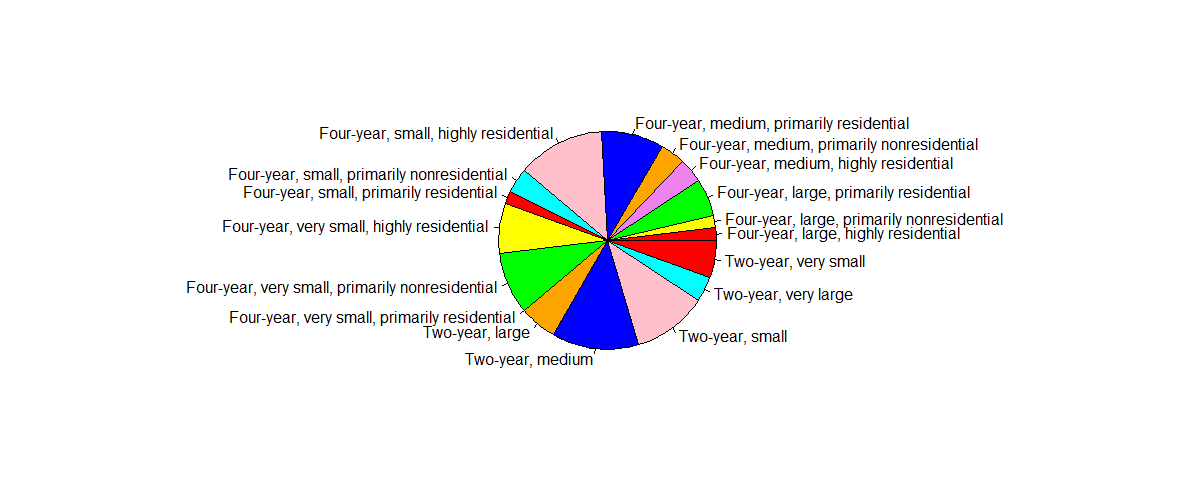 Four-year, medium, primarily residential
Four-year, small, highly residential
Four-year, medium, primarily nonresidential
Four-year, medium, highly residential
Four-year, small, primarily nonresidential
Four-year, small, primarily residential
Four-year, large, primarily residential
Four-year, large, primarily nonresidential
Four-year, very small, highly residential
Four-year, large, highly residential
Two-year, very small
Four-year, very small, primarily nonresidential
Two-year, very large
Four-year, very small, primarily residential
Two-year, large
Two-year, small
Two-year, medium